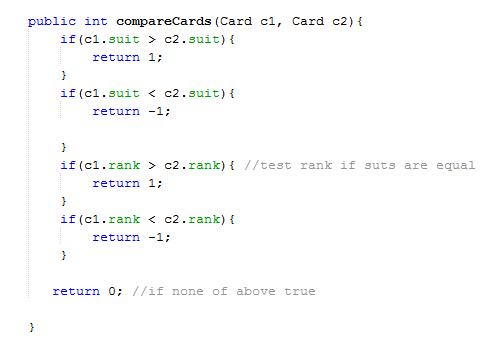 public int compareCards(Card c1, Card c2){
if(c1.suit > c2.suit){
return 1;
}
if(c1.suit < c2.suit){
return -1;
}
if(c1.rank > c2.rank){ //test rank if suts are equal
return 1;
}
if(c1.rank < c2.rank){
return -1;
}
return 0; //if none of above true
}